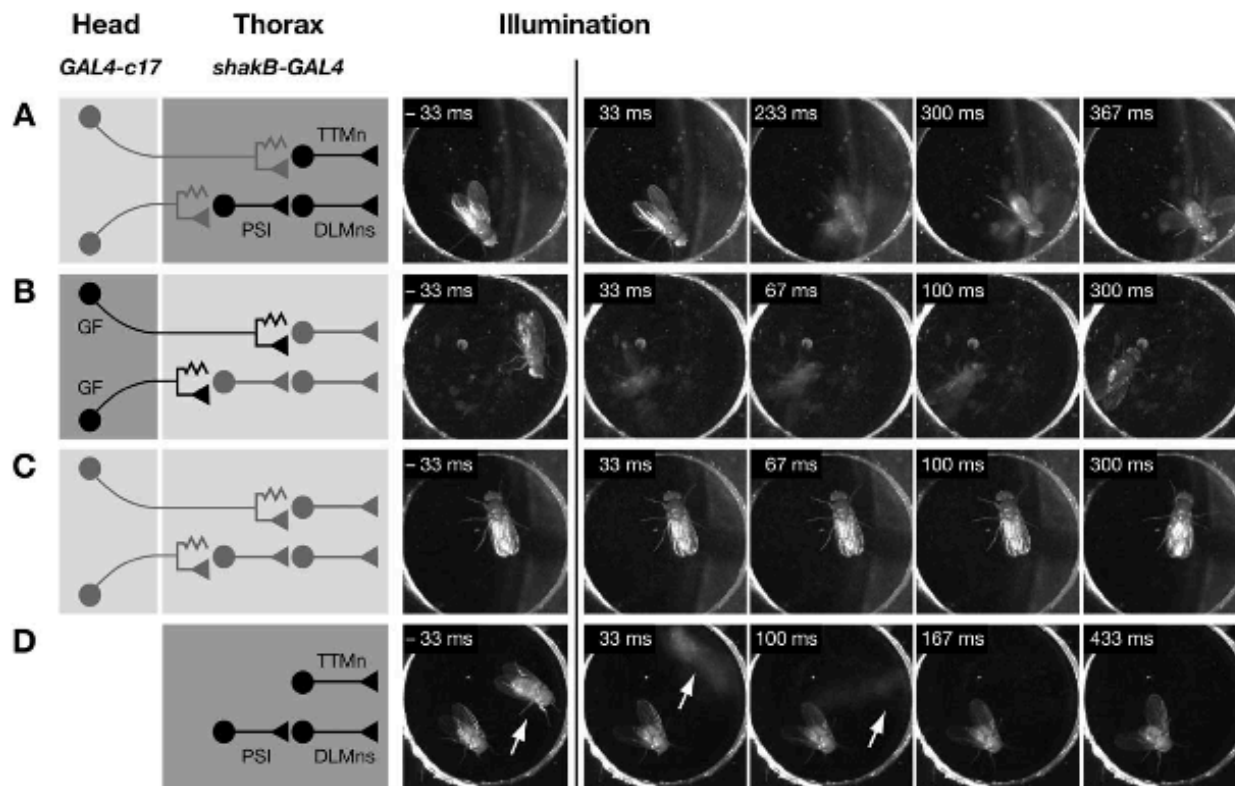 Head Thorax Illumination
GAL4-c17 shakB-GAL4
A TTMn PSI DLMns – 33 ms 33 ms 233 ms 300 ms 367 ms
B GF GF – 33 ms 33 ms 67 ms 100 ms 300 ms
C – 33 ms 33 ms 67 ms 100 ms 300 ms
D TTMn PSI DLMns – 33 ms 33 ms 100 ms 167 ms 433 ms